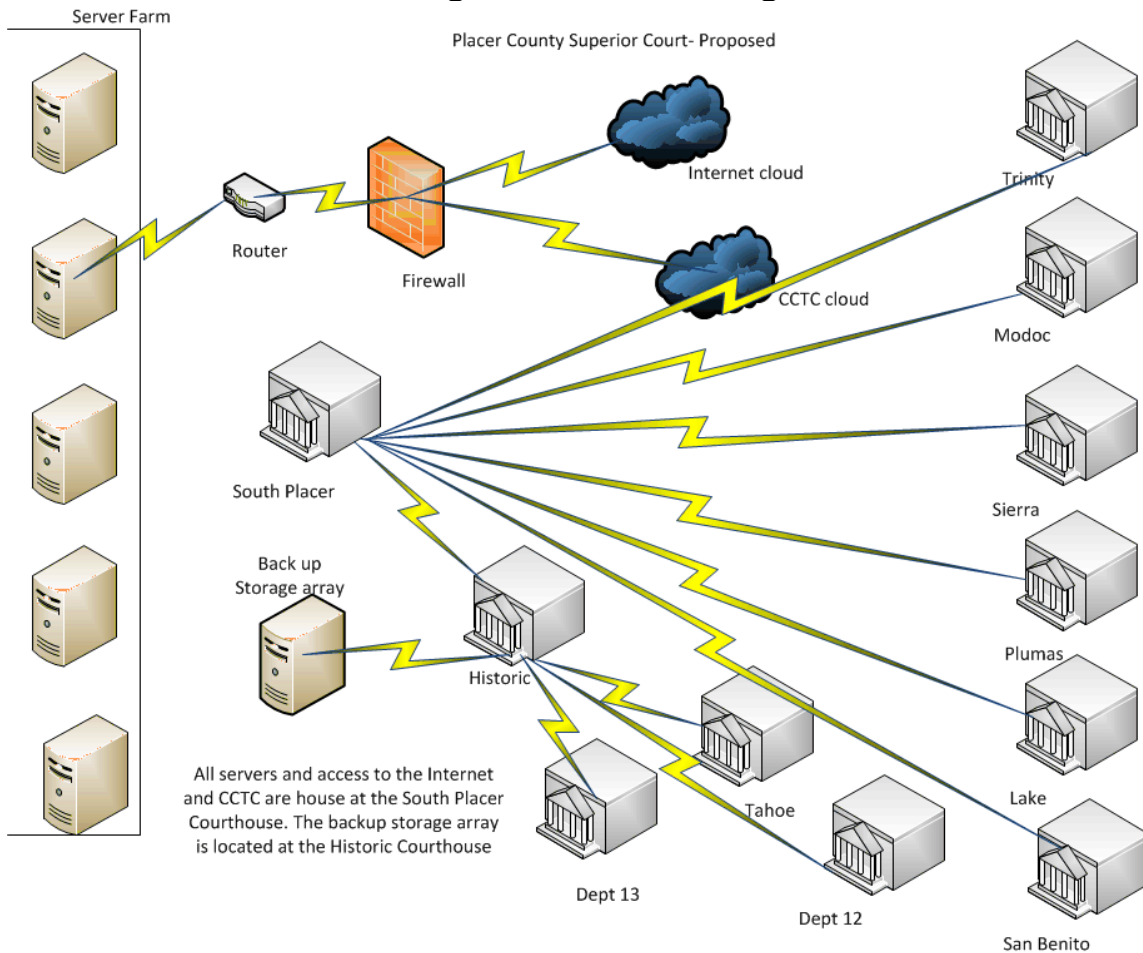 Server Farm
Placer County Superior Court- Proposed
Internet cloud
Trinity
Router
Firewall
CCTC cloud
Modoc
South Placer
Sierra
Back up
Storage array
Historic
Plumas
All servers and access to the Internet
and CCTC are house at the South Placer
Courthouse. The backup storage array
is located at the Historic Courthouse
Tahoe
Lake
Dept 13
Dept 12
San Benito